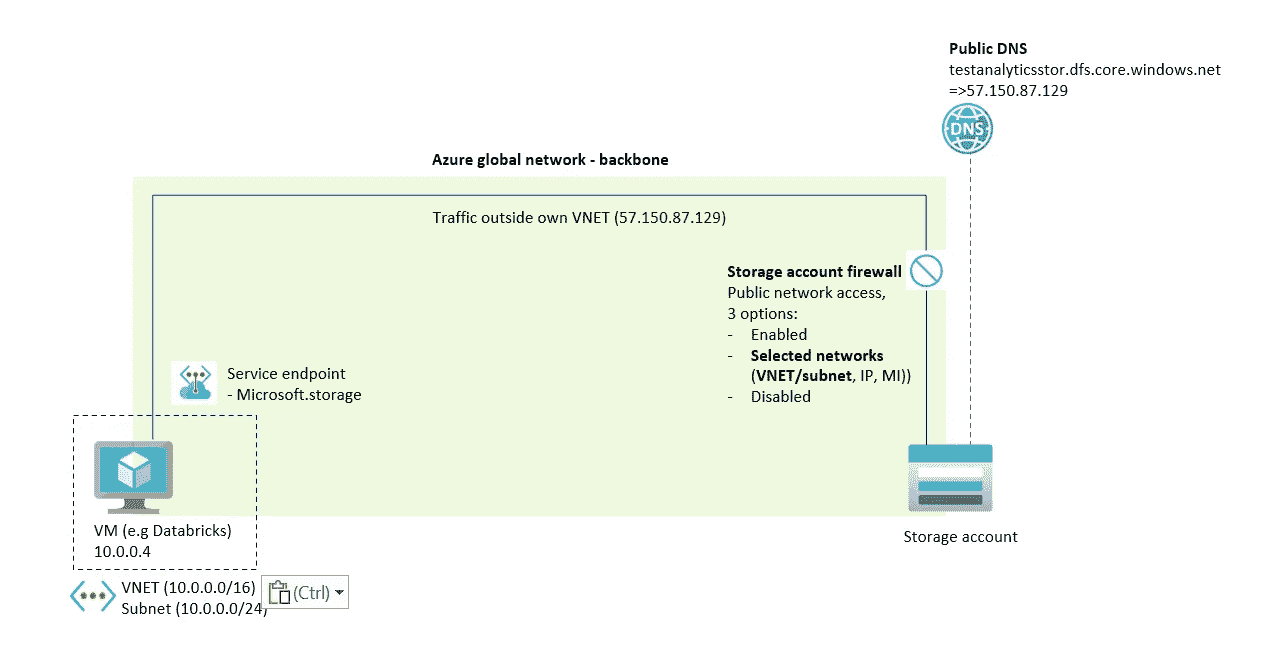 Public DNS
testanalyticsstor.dfs.core.windows.net
=>57.150.87.129
DNS
Azure global network - backbone
Traffic outside own VNET (57.150.87.129)
Storage account firewall
Public network access,
3 options:
- Enabled
- Selected networks
(VNET/subnet, IP, MI))
- Disabled
Service endpoint
- Microsoft.storage
VM (e.g Databricks)
10.0.0.4
Storage account
VNET (10.0.0.0/16)
Subnet (10.0.0.0/24)
(Ctrl)